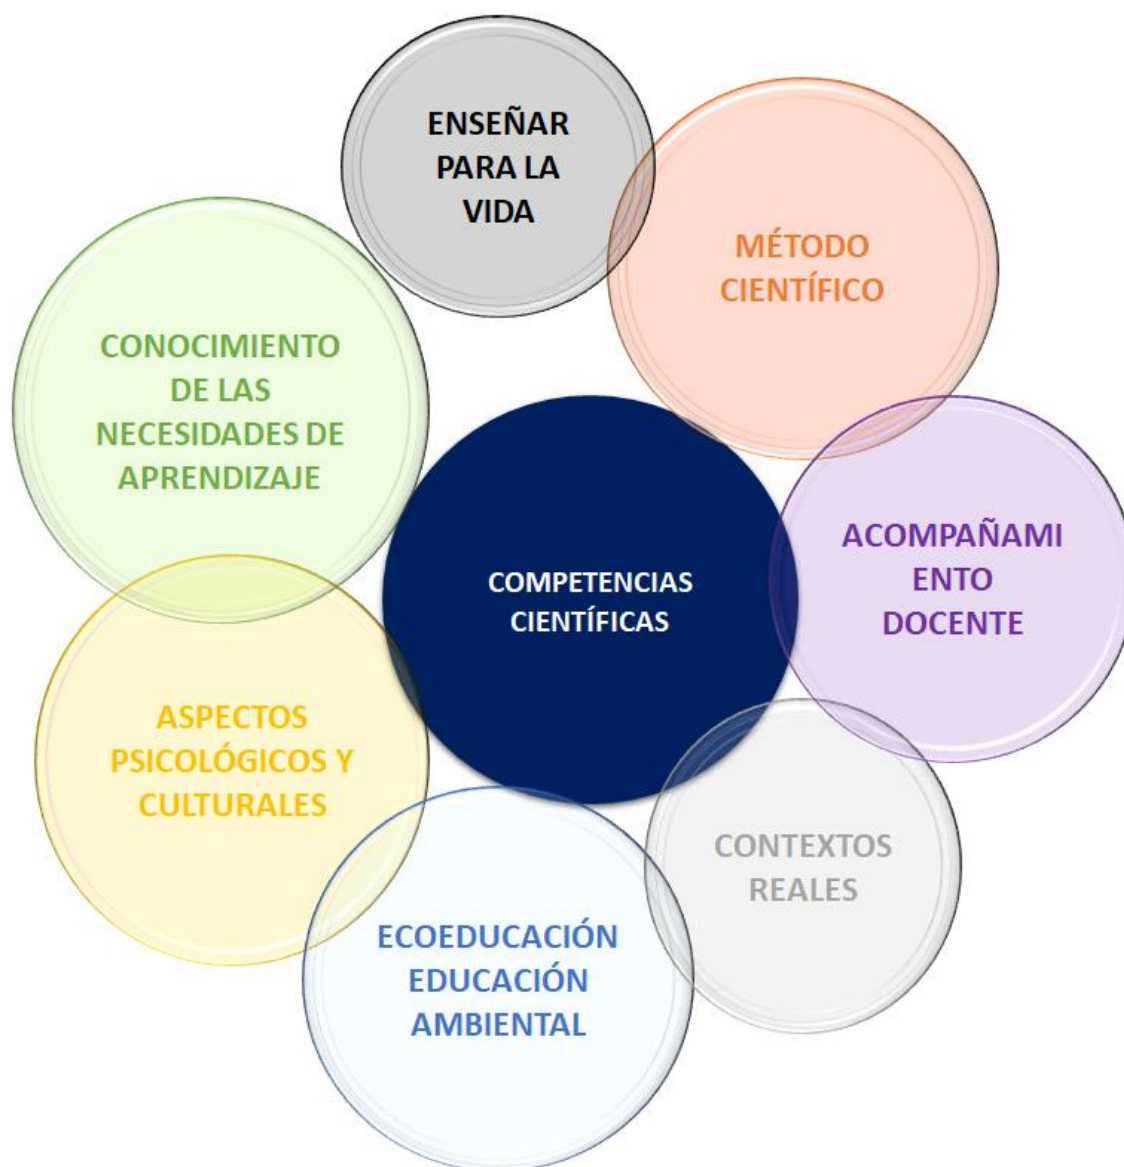 ENSEÑAR
PARA LA
VIDA
MÉTODO
CIENTÍFICO
CONOCIMIENTO
DE LAS
NECESIDADES DE
APRENDIZAJE
ACOMPAÑAMI
ENTO
DOCENTE
COMPETENCIAS
CIENTÍFICAS
ASPECTOS
PSICOLÓGICOS Y
CULTURALES
CONTEXTOS
REALES
ECOEDUCACIÓN
EDUCACIÓN
AMBIENTAL